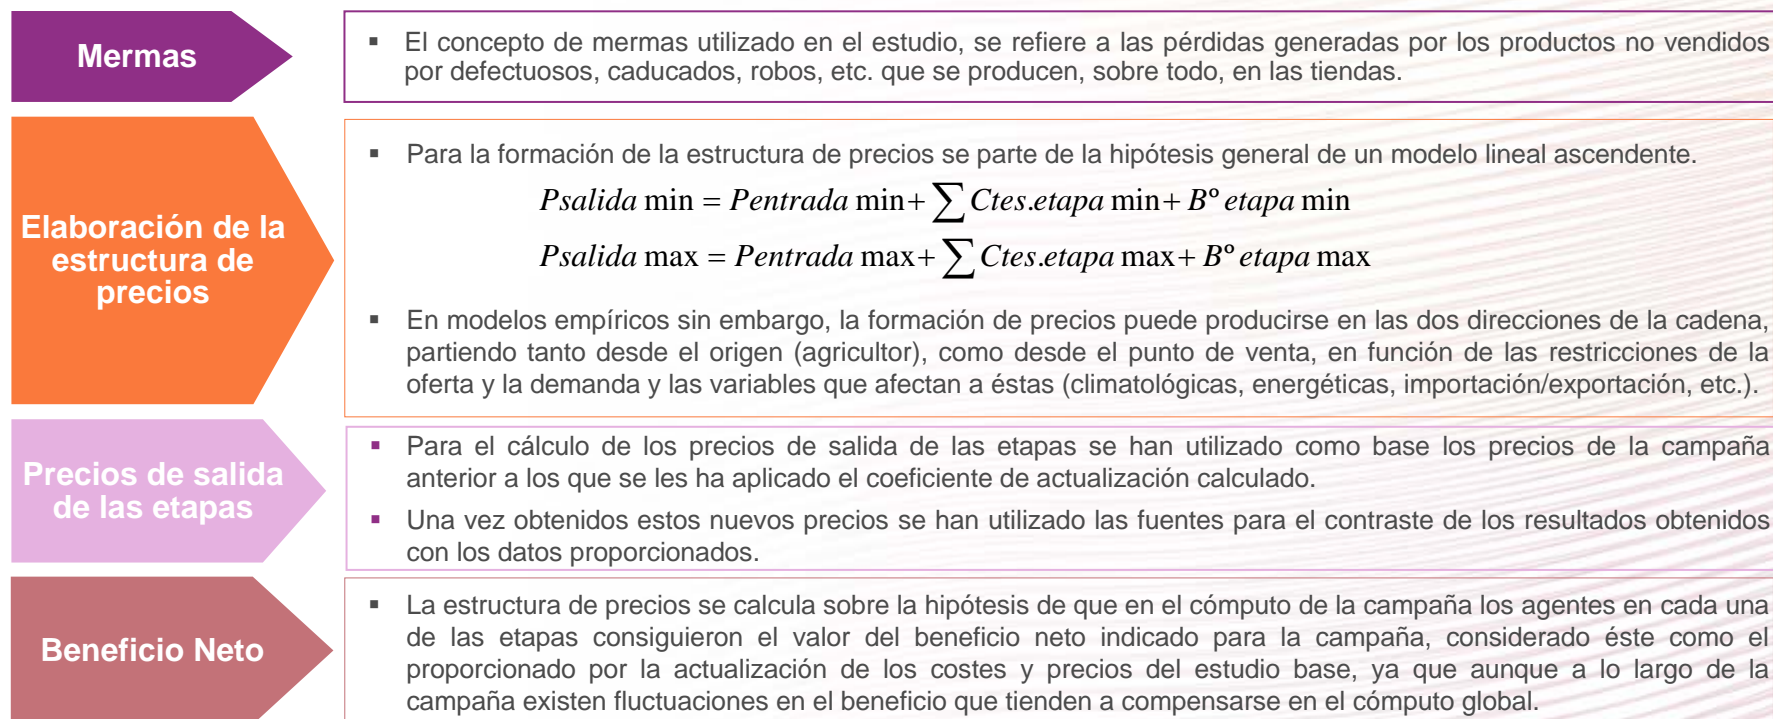 Mermas
▪ El concepto de mermas utilizado en el estudio, se refiere a las pérdidas generadas por los productos no vendidos
por defectuosos, caducados, robos, etc. que se producen, sobre todo, en las tiendas.
Elaboración de la
estructura de
precios
▪ Para la formación de la estructura de precios se parte de la hipótesis general de un modelo lineal ascendente.
Psalida min = Pentrada min + ∑ Ctes.etapa min + Bº etapa min
Psalida max = Pentrada max + ∑ Ctes.etapa max + Bº etapa max
▪ En modelos empíricos sin embargo, la formación de precios puede producirse en las dos direcciones de la cadena,
partiendo tanto desde el origen (agricultor), como desde el punto de venta, en función de las restricciones de la
oferta y la demanda y las variables que afectan a éstas (climatológicas, energéticas, importación/exportación, etc.).
Precios de salida
de las etapas
▪ Para el cálculo de los precios de salida de las etapas se han utilizado como base los precios de la campaña
anterior a los que se les ha aplicado el coeficiente de actualización calculado.
▪ Una vez obtenidos estos nuevos precios se han utilizado las fuentes para el contraste de los resultados obtenidos
con los datos proporcionados.
Beneficio Neto
▪ La estructura de precios se calcula sobre la hipótesis de que en el cómputo de la campaña los agentes en cada una
de las etapas consiguieron el valor del beneficio neto indicado para la campaña, considerado éste como el
proporcionado por la actualización de los costes y precios del estudio base, ya que aunque a lo largo de la
campaña existen fluctuaciones en el beneficio que tienden a compensarse en el cómputo global.